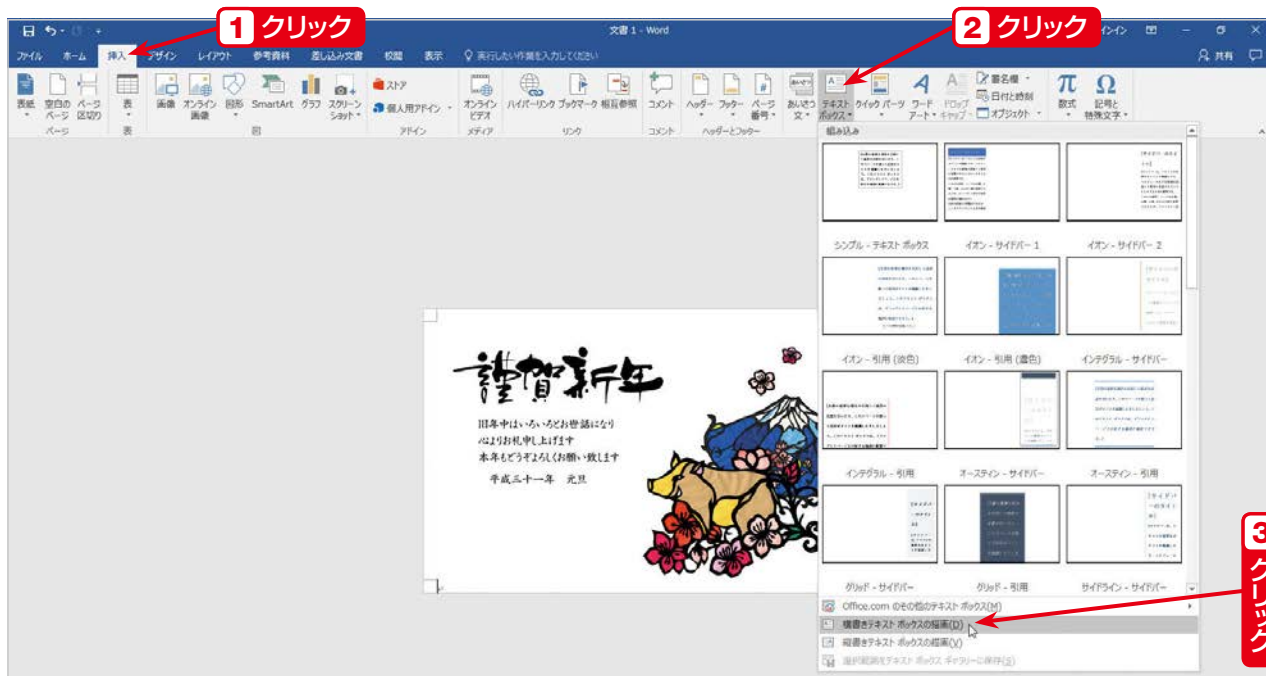 1 クリック
2 クリック
文書 1 - Word
ファイル ホーム 挿入 デザイン レイアウト 参考資料 差し込み文書 校閲 表示 実行したい作業を入力してください
共有
表紙 空白のページ ページ区切り 表 画像 オンライン画像 図形 SmartArt グラフ スクリーンショット ストア 個人用アドイン オンラインビデオ ハイパーリンク ブックマーク 相互参照 コメント ヘッダー フッター ページ番号 あいさつ文 テキストボックス クイック パーツ ワードアート ドロップキャップ 署名欄 日付と時刻 オブジェクト 数式 記号と特殊文字
ページ 表 図 アドイン メディア リンク コメント ヘッダーとフッター
組み込み
シンプル - テキスト ボックス イオン - サイドバー 1 イオン - サイドバー 2
イオン - 引用 (淡色) イオン - 引用 (濃色) インテグラル - サイドバー
インテグラル - 引用 オースティン - サイドバー オースティン - 引用
グリッド - サイドバー グリッド - 引用 サイドライン - サイドバー
Office.com のその他のテキスト ボックス(M)
横書きテキスト ボックスの描画(D)
縦書きテキスト ボックスの描画(V)
選択範囲をテキスト ボックス ギャラリーに保存(S)
3 クリック
謹賀新年
旧年中はいろいろとお世話になり
心よりお礼申し上げます
本年もどうぞよろしくお願い致します
平成三十一年 元旦